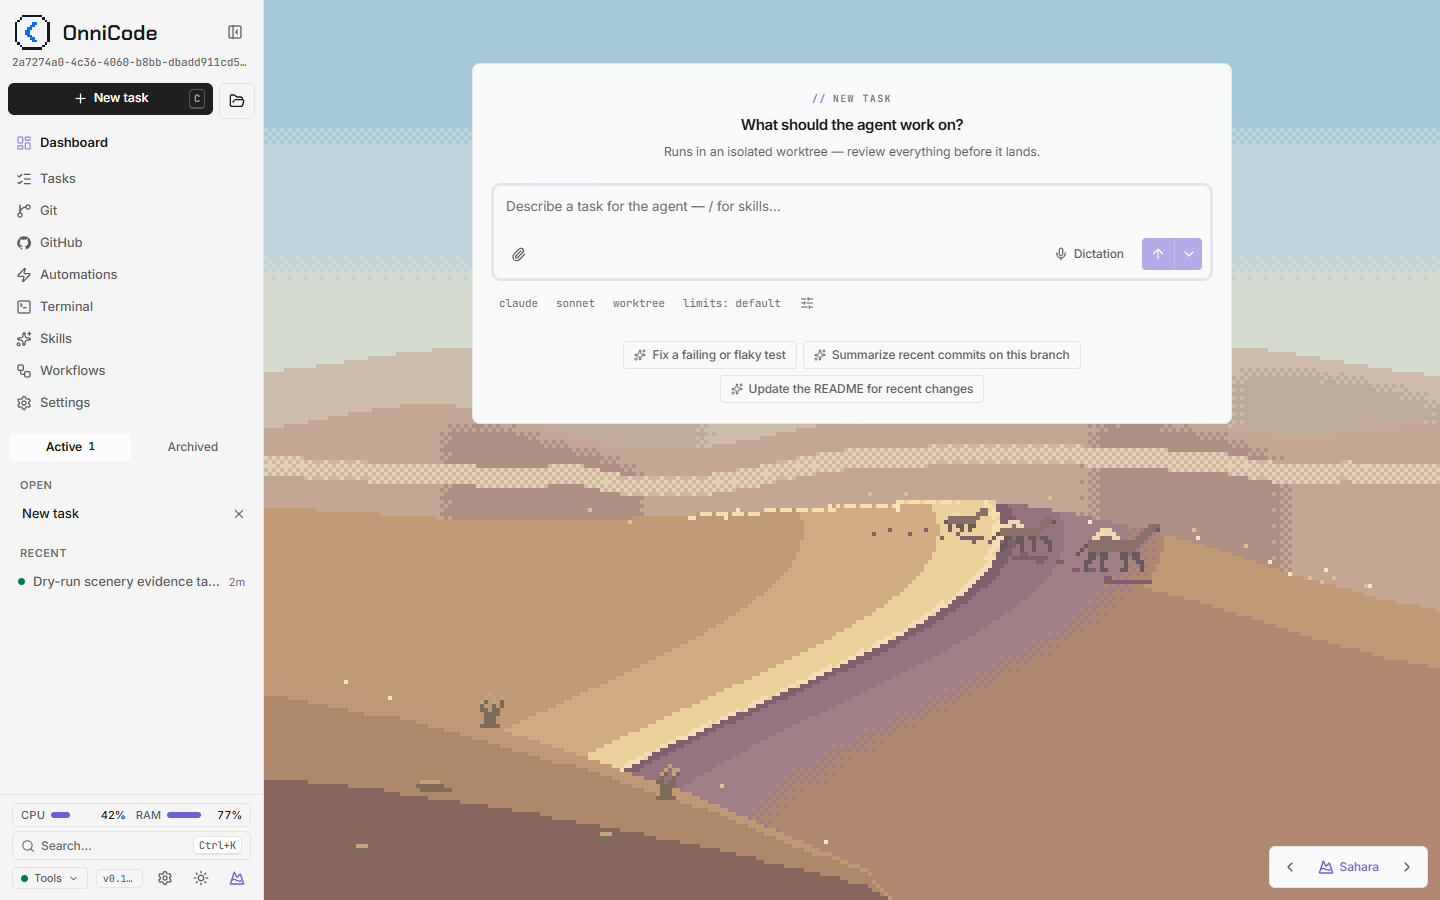 OnniCode
2a7274a0-4c36-4060-b8bb-dbadd911cd5…
New task C
Dashboard
Tasks
Git
GitHub
Automations
Terminal
Skills
Workflows
Settings
Active 1 Archived
OPEN
New task
RECENT
Dry-run scenery evidence ta… 2m
CPU 42% RAM 77%
Search... Ctrl+K
Tools v0.1…
// NEW TASK
What should the agent work on?
Runs in an isolated worktree — review everything before it lands.
Describe a task for the agent — / for skills...
Dictation
claude sonnet worktree limits: default
Fix a failing or flaky test Summarize recent commits on this branch
Update the README for recent changes
Sahara